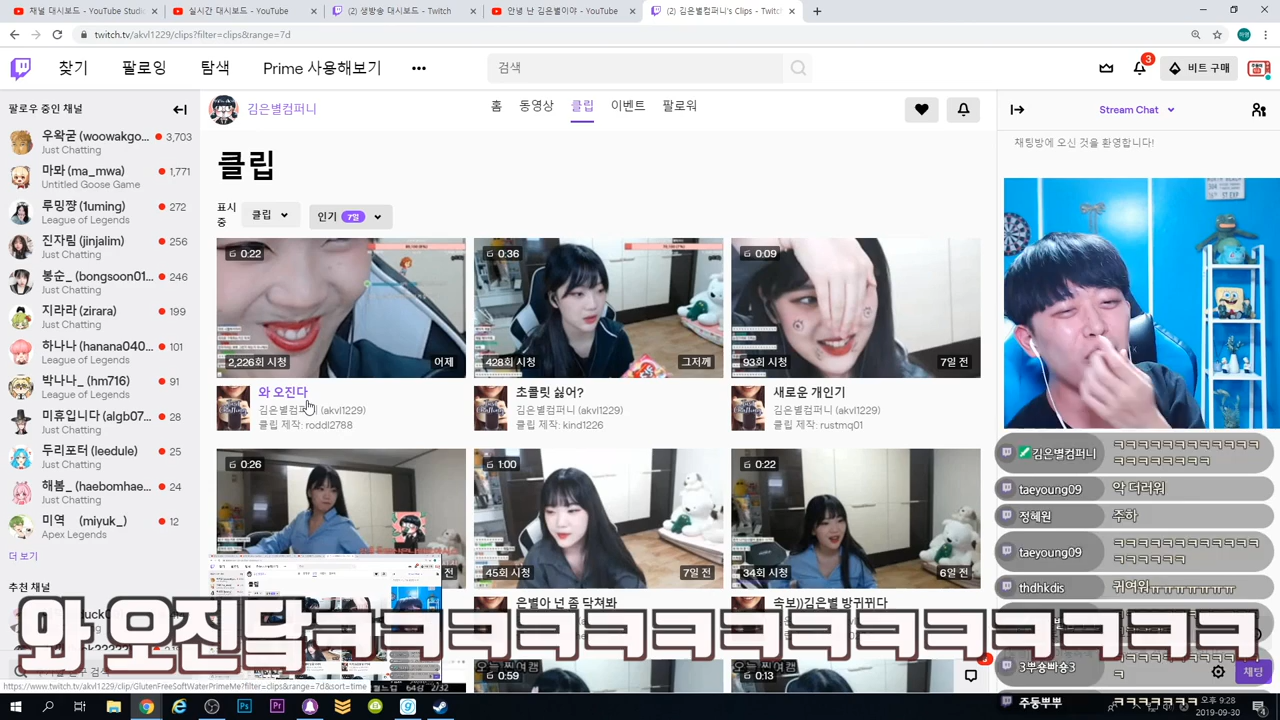 채널 대시보드 - YouTube Studi
실시간 대시보드 - YouTube
(2) 생방송 대시보드 - Twitch
안녕 난 김은별이야 - YouTube
(2) 김은별컴퍼니's Clips - Twitch
twitch.tv/akvl1229/clips?filter=clips&range=7d
찾기
팔로잉
탐색
Prime 사용해보기
검색
3
비트 구매
팔로우 중인 채널
우왁굳 (woowakgo...
3,703
Just Chatting
마뫄 (ma_mwa)
1,771
Untitled Goose Game
루밍쨩 (1uming)
272
League of Legends
진자림 (jinjalim)
256
Just Chatting
봉순_ (bongsoon01...
246
Just Chatting
지라라 (zirara)
199
Just Chatting
하나나 (hanana040...
101
League of Legends
박나나_ (hm716)
91
League of Legends
김휴입니다 (algb07...
28
Just Chatting
두리포터 (leedule)
25
Just Chatting
해봄_ (haebomhae...
24
Just Chatting
미역 (miyuk_)
12
Apex Legends
더 보기
추천 채널
김은별컴퍼니
홈
동영상
클립
이벤트
팔로워
클립
표시 중
클립
인기 7일
0:22
2,226회 시청
어제
와 오진다
김은별컴퍼니 (akvl1229)
클립 제작: roddl2788
0:36
428회 시청
그저께
초콜릿 싫어?
김은별컴퍼니 (akvl1229)
클립 제작: kind1226
0:09
93회 시청
7일 전
새로운 개인기
김은별컴퍼니 (akvl1229)
클립 제작: rustmq01
0:26
1:00
45회 시청
7일 전
은별아 넌 좀 닥쳐봐
0:22
34회 시청
6일 전
속보))김은별 방귀뀐다
0:59
0:13
Stream Chat
채팅방에 오신 것을 환영합니다!
김은별컴퍼니 ㅋㅋㅋㅋㅋㅋㅋㅋㅋㅋㅋㅋ
ㅋㅋㅋㅋㅋㅋㅋㅋ
taeyoung09 악 더러워
정혜원 추하
taeyoung09 ㅋㅋㅋㅋㅋㅋㅋㅋㅋㅋㅋㅋ
thdhkdis 귀여워ㅠㅠㅠㅠㅠㅠㅠ
3뿌숑빠숑3
채팅
와 오진닼ㅋㅋㅋㅋㅋㅋㅋㅋㅋㅋㅋㅋㅋㅋ
https://www.twitch.tv/akvl1229/clip/GlutenFreeSoftWaterPrimeMe?filter=clips&range=7d&sort=time
64강 2/32
오후 9:28
2019-09-30